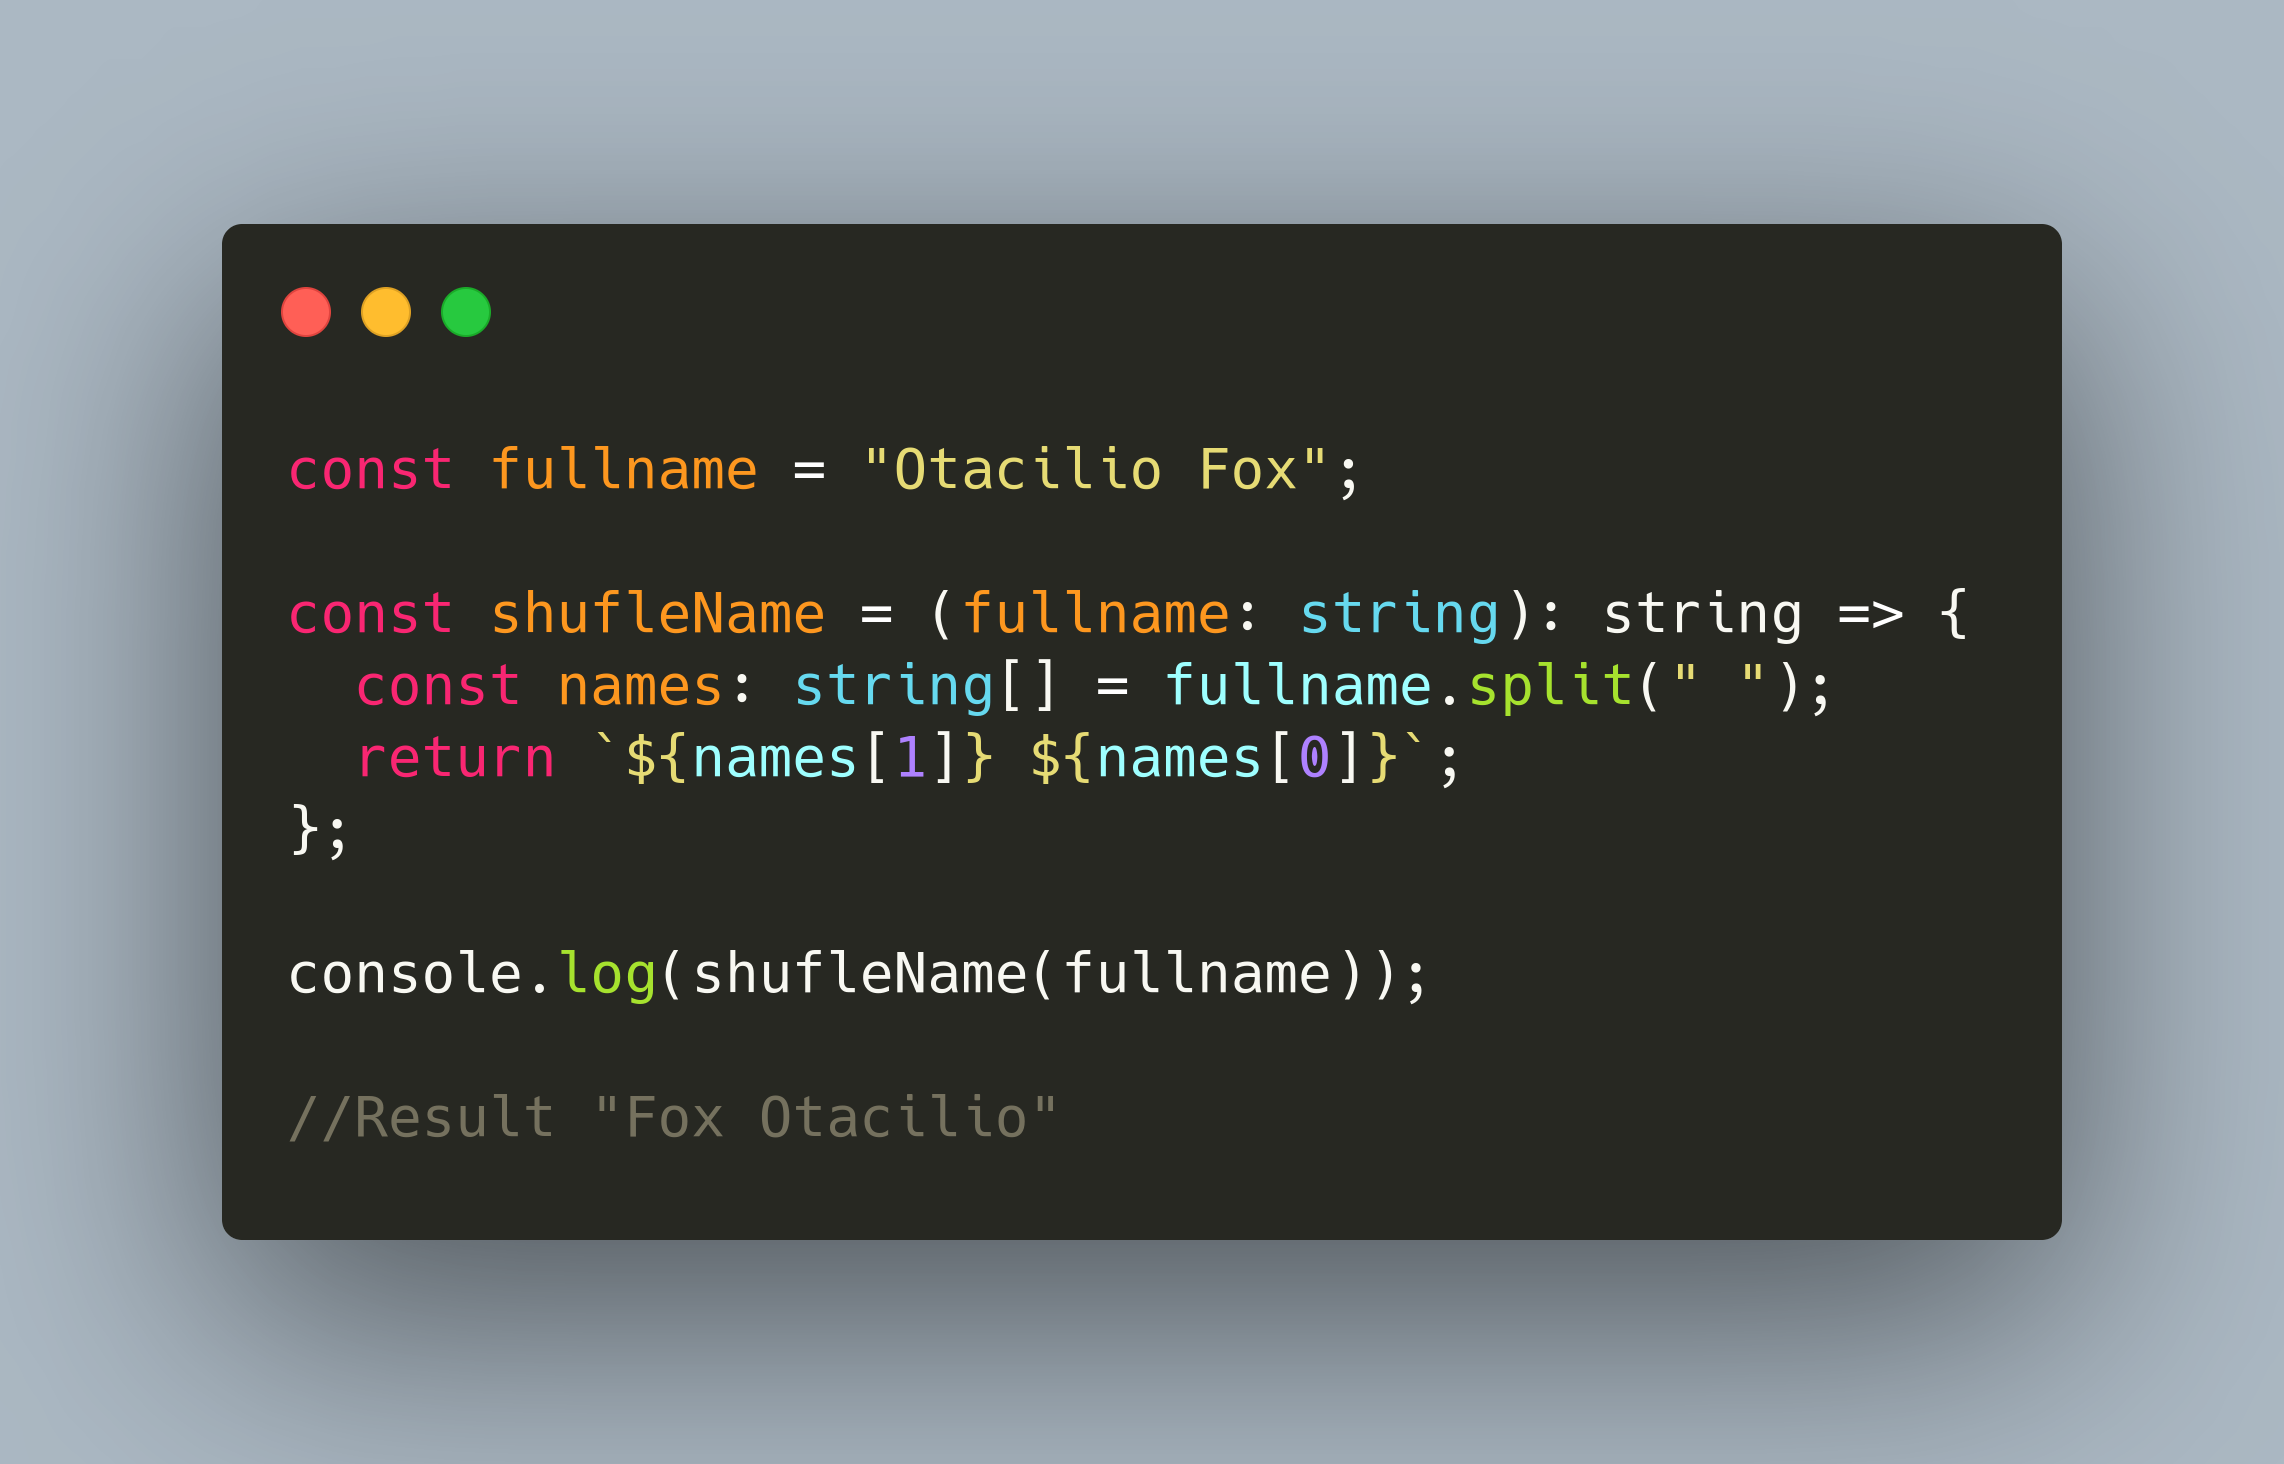 const fullname = "Otacilio Fox";
const shufleName = (fullname: string): string => {
  const names: string[] = fullname.split(" ");
  return `${names[1]} ${names[0]}`;
};
console.log(shufleName(fullname));
//Result "Fox Otacilio"